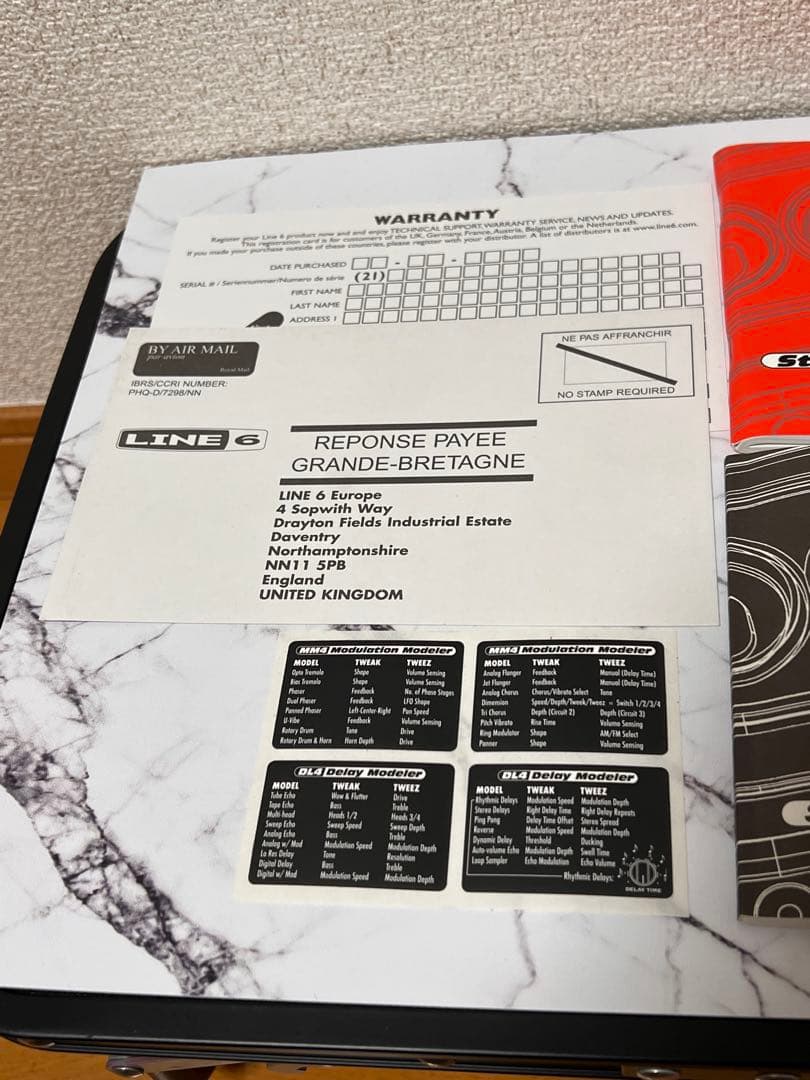 WARRANTY
Register your Line 6 product now and and enjoy TECHNICAL SUPPORT, WARRANTY SERVICE, NEWS AND UPDATES.
This registration card is for customers of the UK, Germany, France, Austria, Belgium or the Netherlands.
If you made your purchase outside of these countries, please register with your distributor. A list of distributors is at www.line6.com.
DATE PURCHASED
SERIAL # / Seriennummer/Numero de série (21)
FIRST NAME
LAST NAME
ADDRESS 1
BY AIR MAIL
par avion
Royal Mail
IBRS/CCRI NUMBER:
PHQ-D/7298/NN
NE PAS AFFRANCHIR
NO STAMP REQUIRED
LINE 6
REPONSE PAYEE
GRANDE-BRETAGNE
LINE 6 Europe
4 Sopwith Way
Drayton Fields Industrial Estate
Daventry
Northamptonshire
NN11 5PB
England
UNITED KINGDOM
St
MM4 Modulation Modeler
MODEL TWEAK TWEEZ
Opto Tremolo Shape Volume Sensing
Bias Tremolo Shape Volume Sensing
Phaser Feedback No. of Phase Stages
Dual Phaser Feedback LFO Shape
Panned Phaser Left-Center-Right Pan Speed
U-Vibe Feedback Volume Sensing
Rotary Drum Tone Drive
Rotary Drum & Horn Horn Depth Drive
MM4 Modulation Modeler
MODEL TWEAK TWEEZ
Analog Flanger Feedback Manual (Delay Time)
Jet Flanger Feedback Manual (Delay Time)
Analog Chorus Chorus/Vibrato Select Tone
Dimension Speed/Depth/Tweak/Tweez = Switch 1/2/3/4
Tri Chorus Depth (Circuit 2) Depth (Circuit 3)
Pitch Vibrato Rise Time Volume Sensing
Ring Modulator Shape AM/FM Select
Panner Shape Volume Sensing
DL4 Delay Modeler
MODEL TWEAK TWEEZ
Tube Echo Wow & Flutter Drive
Tape Echo Bass Treble
Multi-head Heads 1/2 Heads 3/4
Sweep Echo Sweep Speed Sweep Depth
Analog Echo Bass Treble
Analog w/ Mod Modulation Speed Modulation Depth
Lo Res Delay Tone Resolution
Digital Delay Bass Treble
Digital w/ Mod Modulation Speed Modulation Depth
DL4 Delay Modeler
MODEL TWEAK TWEEZ
Rhythmic Delays Modulation Speed Modulation Depth
Stereo Delays Right Delay Time Right Delay Repeats
Ping Pong Delay Time Offset Stereo Spread
Reverse Modulation Speed Modulation Depth
Dynamic Delay Threshold Ducking
Auto-volume Echo Modulation Depth Swell Time
Loop Sampler Echo Modulation Echo Volume
Rhythmic Delays:
DELAY TIME